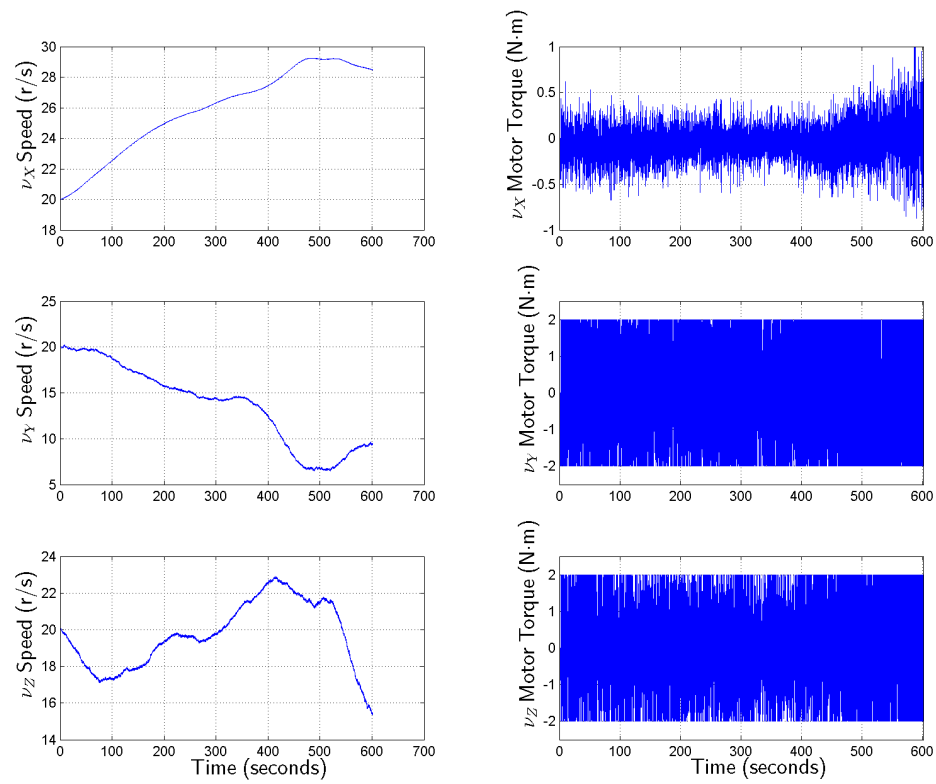 ν_X Speed (r/s)
30
28
26
24
22
20
18
0 100 200 300 400 500 600 700
ν_X Motor Torque (N·m)
1
0.5
0
-0.5
-1
0 100 200 300 400 500 600
ν_Y Speed (r/s)
25
20
15
10
5
0 100 200 300 400 500 600 700
ν_Y Motor Torque (N·m)
2
1
0
-1
-2
0 100 200 300 400 500 600
ν_Z Speed (r/s)
24
22
20
18
16
14
0 100 200 300 400 500 600 700
Time (seconds)
ν_Z Motor Torque (N·m)
2
1
0
-1
-2
0 100 200 300 400 500 600
Time (seconds)